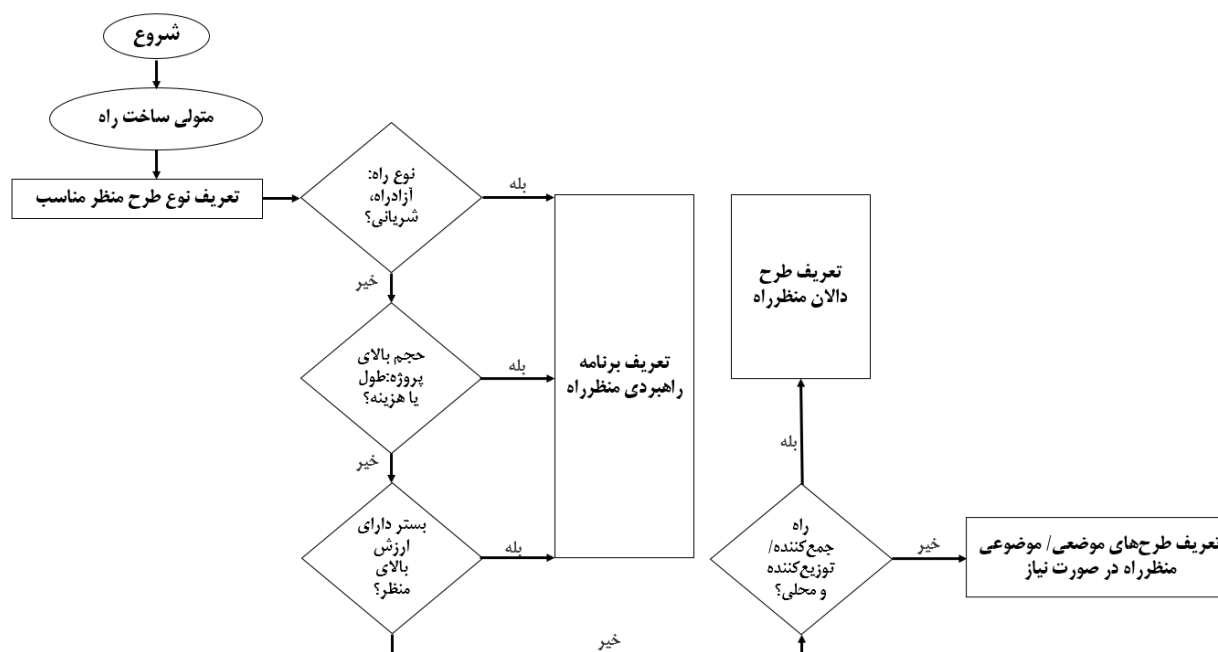 شروع
متولی ساخت راه
تعریف نوع طرح منظر مناسب
نوع راه:
آزادراه،
شریانی؟
بله
خیر
حجم بالای
پروژه:طول
یا هزینه؟
بله
خیر
بستر دارای
ارزش
بالای
منظر؟
بله
خیر
تعریف برنامه
راهبردی منظرراه
تعریف طرح
دالان منظرراه
بله
راه
جمع‌کننده/
توزیع‌کننده
و محلی؟
خیر
تعریف طرح‌های موضعی/ موضوعی
منظرراه در صورت نیاز